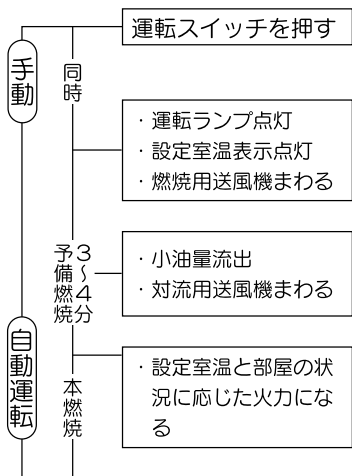 運転スイッチを押す
手動
同時
・運転ランプ点灯
・設定室温表示点灯
・燃焼用送風機まわる
3〜4分
予備燃焼
・小油量流出
・対流用送風機まわる
自動運転
本燃焼
・設定室温と部屋の状
況に応じた火力にな
る